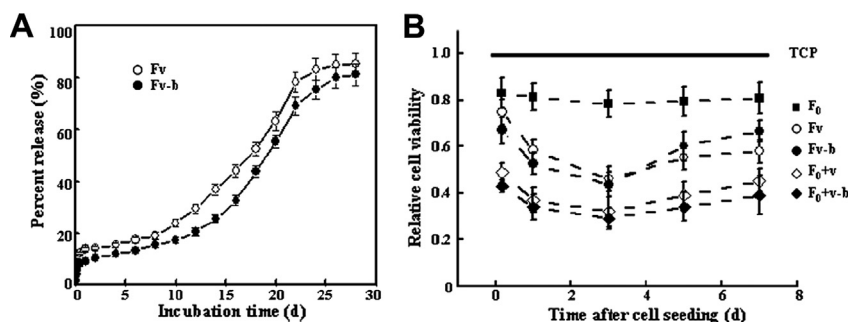 A
Percent release (%)
100
80
60
40
20
0
Fv
Fv-b
0 5 10 15 20 25 30
Incubation time (d)
B
Relative cell viability
1.0
0.8
0.6
0.4
0.2
0.0
TCP
F₀
Fv
Fv-b
F₀+v
F₀+v-b
0 2 4 6 8
Time after cell seeding (d)